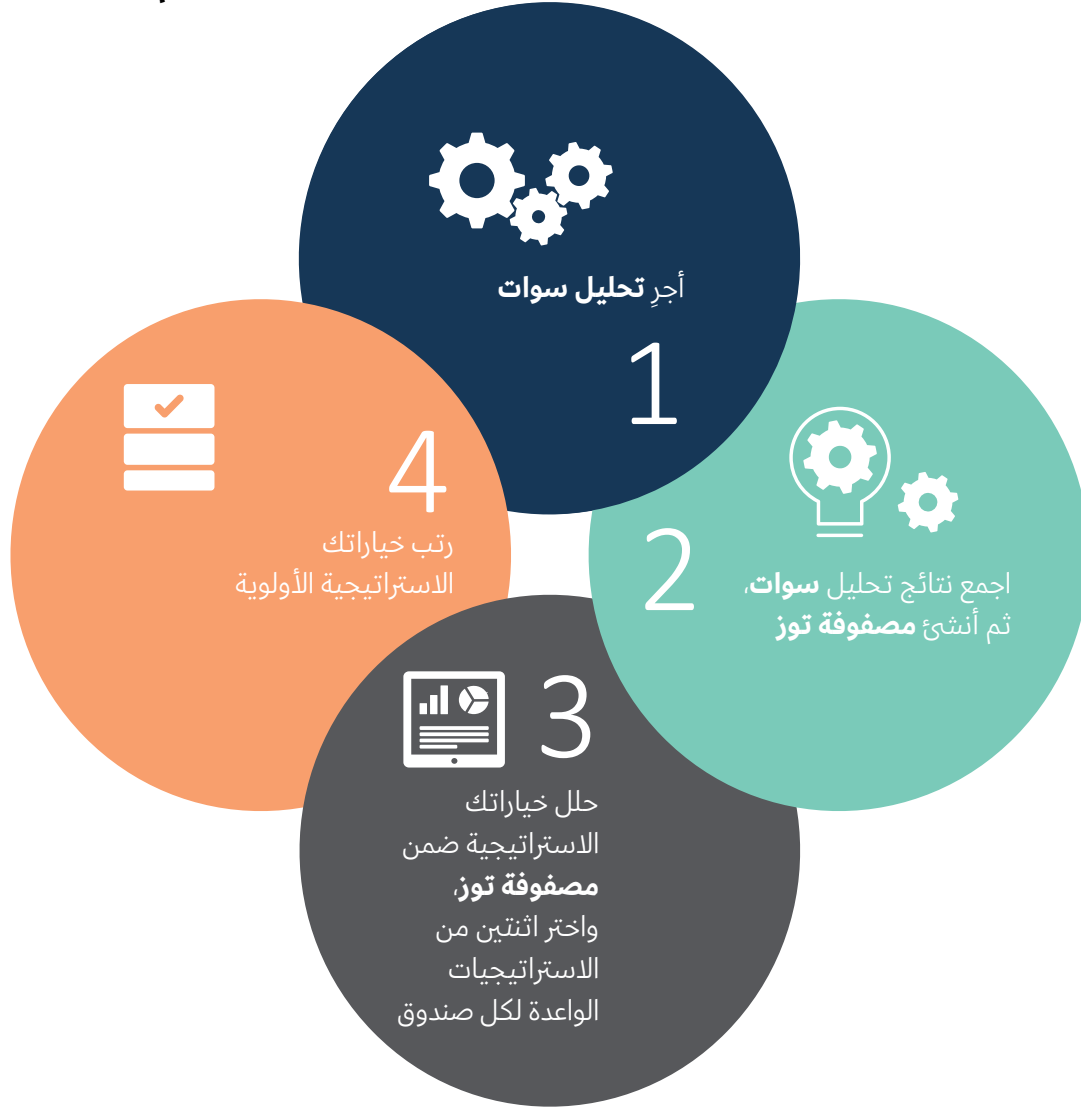 أجرِ تحليل سوات
1
2
اجمع نتائج تحليل سوات،
ثم أنشئ مصفوفة توز
3
حلل خياراتك
الاستراتيجية ضمن
مصفوفة توز،
واختر اثنتين من
الاستراتيجيات
الواعدة لكل صندوق
4
رتب خياراتك
الاستراتيجية الأولوية